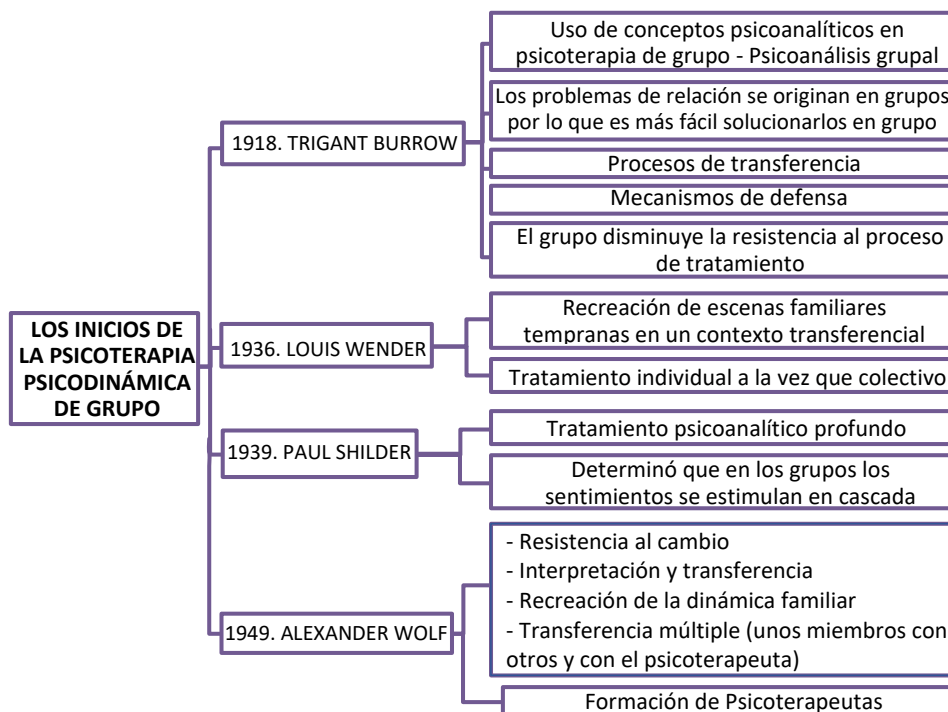 LOS INICIOS DE
LA PSICOTERAPIA
PSICODINÁMICA
DE GRUPO
1918. TRIGANT BURROW
Uso de conceptos psicoanalíticos en
psicoterapia de grupo - Psicoanálisis grupal
Los problemas de relación se originan en grupos
por lo que es más fácil solucionarlos en grupo
Procesos de transferencia
Mecanismos de defensa
El grupo disminuye la resistencia al proceso
de tratamiento
1936. LOUIS WENDER
Recreación de escenas familiares
tempranas en un contexto transferencial
Tratamiento individual a la vez que colectivo
1939. PAUL SHILDER
Tratamiento psicoanalítico profundo
Determinó que en los grupos los
sentimientos se estimulan en cascada
1949. ALEXANDER WOLF
- Resistencia al cambio
- Interpretación y transferencia
- Recreación de la dinámica familiar
- Transferencia múltiple (unos miembros con
otros y con el psicoterapeuta)
Formación de Psicoterapeutas